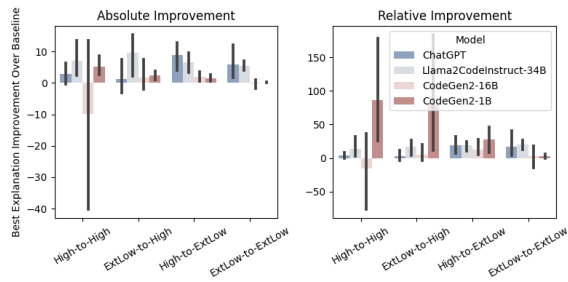 Absolute Improvement
Relative Improvement
Best Explanation Improvement Over Baseline
10
0
−10
−20
−30
−40
High-to-High
ExtLow-to-High
High-to-ExtLow
ExtLow-to-ExtLow
150
100
50
0
−50
High-to-High
ExtLow-to-High
High-to-ExtLow
ExtLow-to-ExtLow
Model
ChatGPT
Llama2CodeInstruct-34B
CodeGen2-16B
CodeGen2-1B